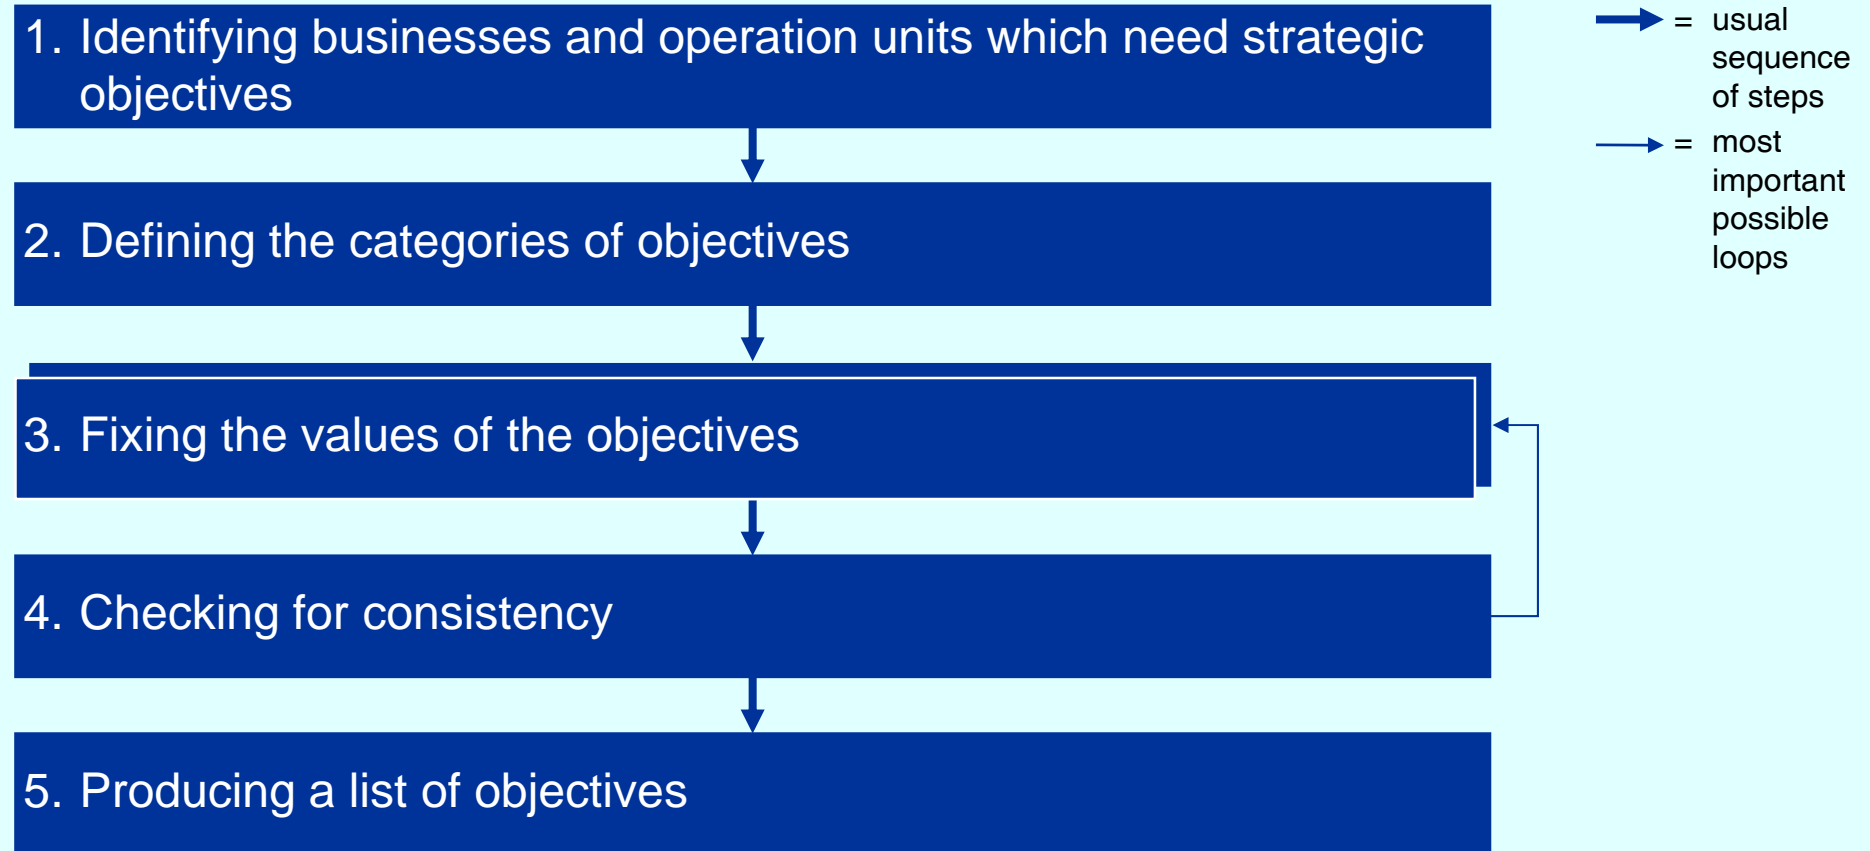 1. Identifying businesses and operation units which need strategic
objectives
2. Defining the categories of objectives
3. Fixing the values of the objectives
4. Checking for consistency
5. Producing a list of objectives
= usual
sequence
of steps
= most
important
possible
loops